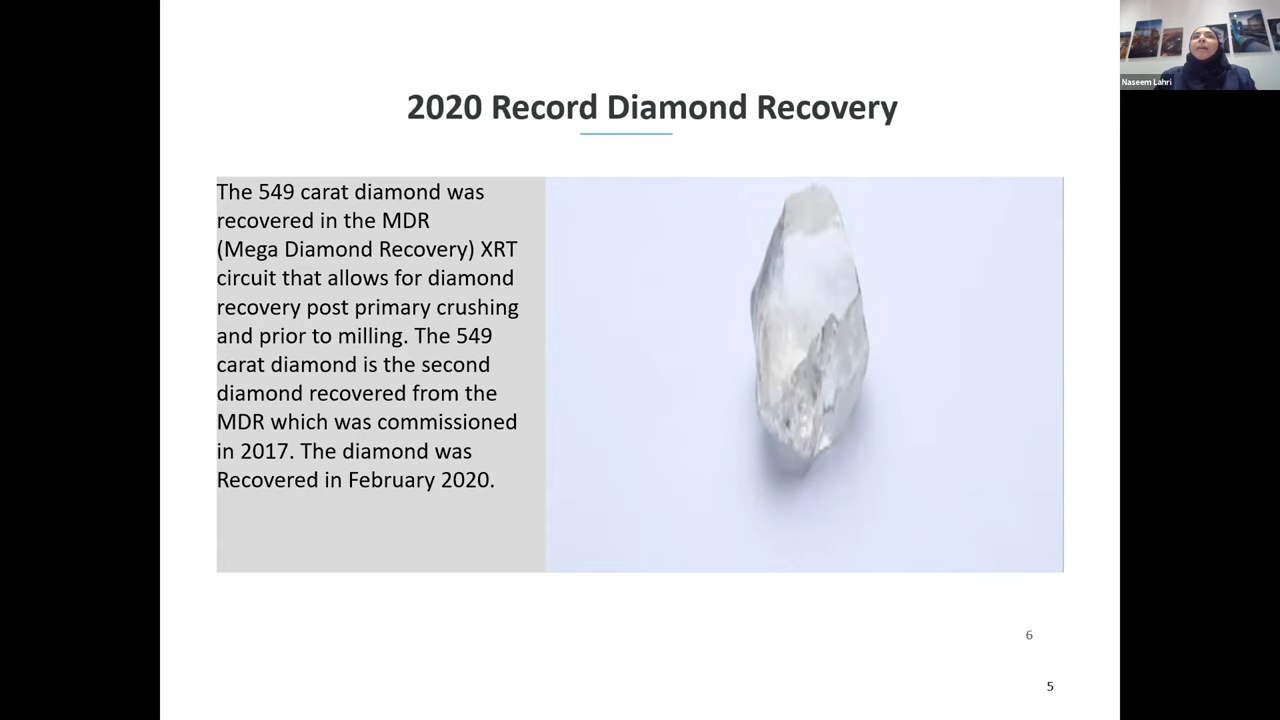 Naseem Lahri
2020 Record Diamond Recovery
The 549 carat diamond was
recovered in the MDR
(Mega Diamond Recovery) XRT
circuit that allows for diamond
recovery post primary crushing
and prior to milling. The 549
carat diamond is the second
diamond recovered from the
MDR which was commissioned
in 2017. The diamond was
Recovered in February 2020.
6
5